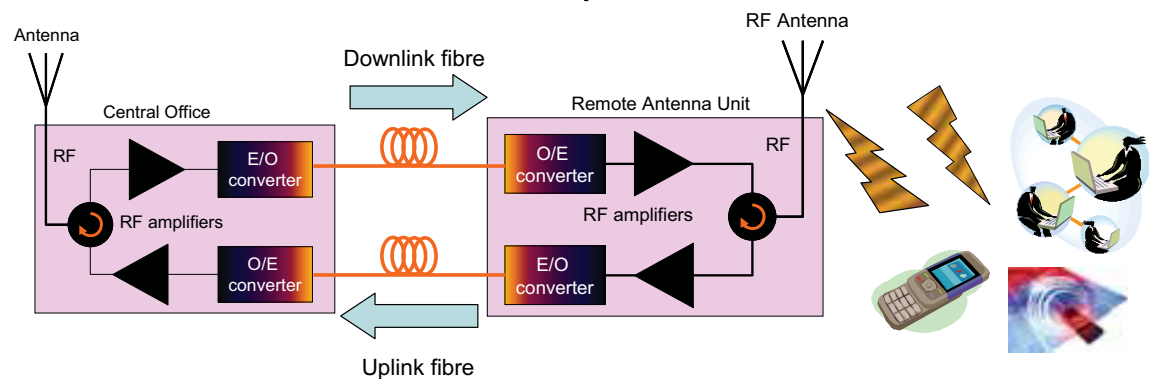 Antenna
RF Antenna
Downlink fibre
Central Office
Remote Antenna Unit
RF
E/O
converter
O/E
converter
RF
RF amplifiers
RF amplifiers
O/E
converter
E/O
converter
Uplink fibre